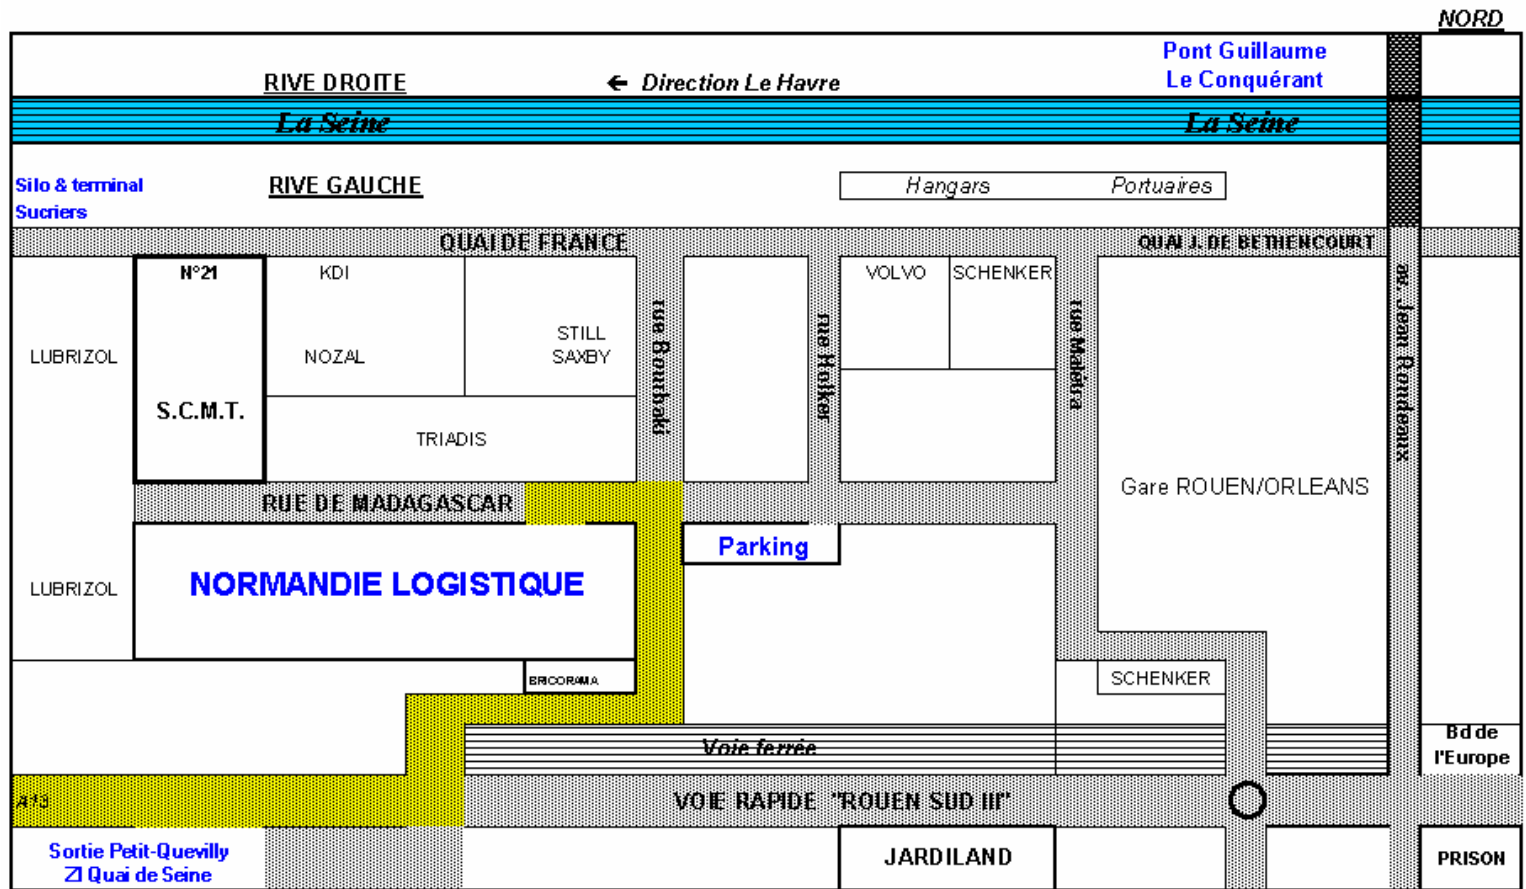 NORD
Pont Guillaume
Le Conquérant
RIVE DROITE
← Direction Le Havre
La Seine
La Seine
Silo & terminal
Sucriers
RIVE GAUCHE
Hangars Portuaires
QUAI DE FRANCE
QUAI J. DE BETHENCOURT
N°21
KDI
VOLVO
SCHENKER
LUBRIZOL
NOZAL
STILL
SAXBY
rue Bourbaki
rue Holker
rue Malétra
av. Jean Rondeaux
S.C.M.T.
TRIADIS
Gare ROUEN/ORLEANS
RUE DE MADAGASCAR
Parking
LUBRIZOL
NORMANDIE LOGISTIQUE
BRICORAMA
SCHENKER
Voie ferrée
Bd de
l'Europe
A13
VOIE RAPIDE "ROUEN SUD III"
Sortie Petit-Quevilly
ZI Quai de Seine
JARDILAND
PRISON